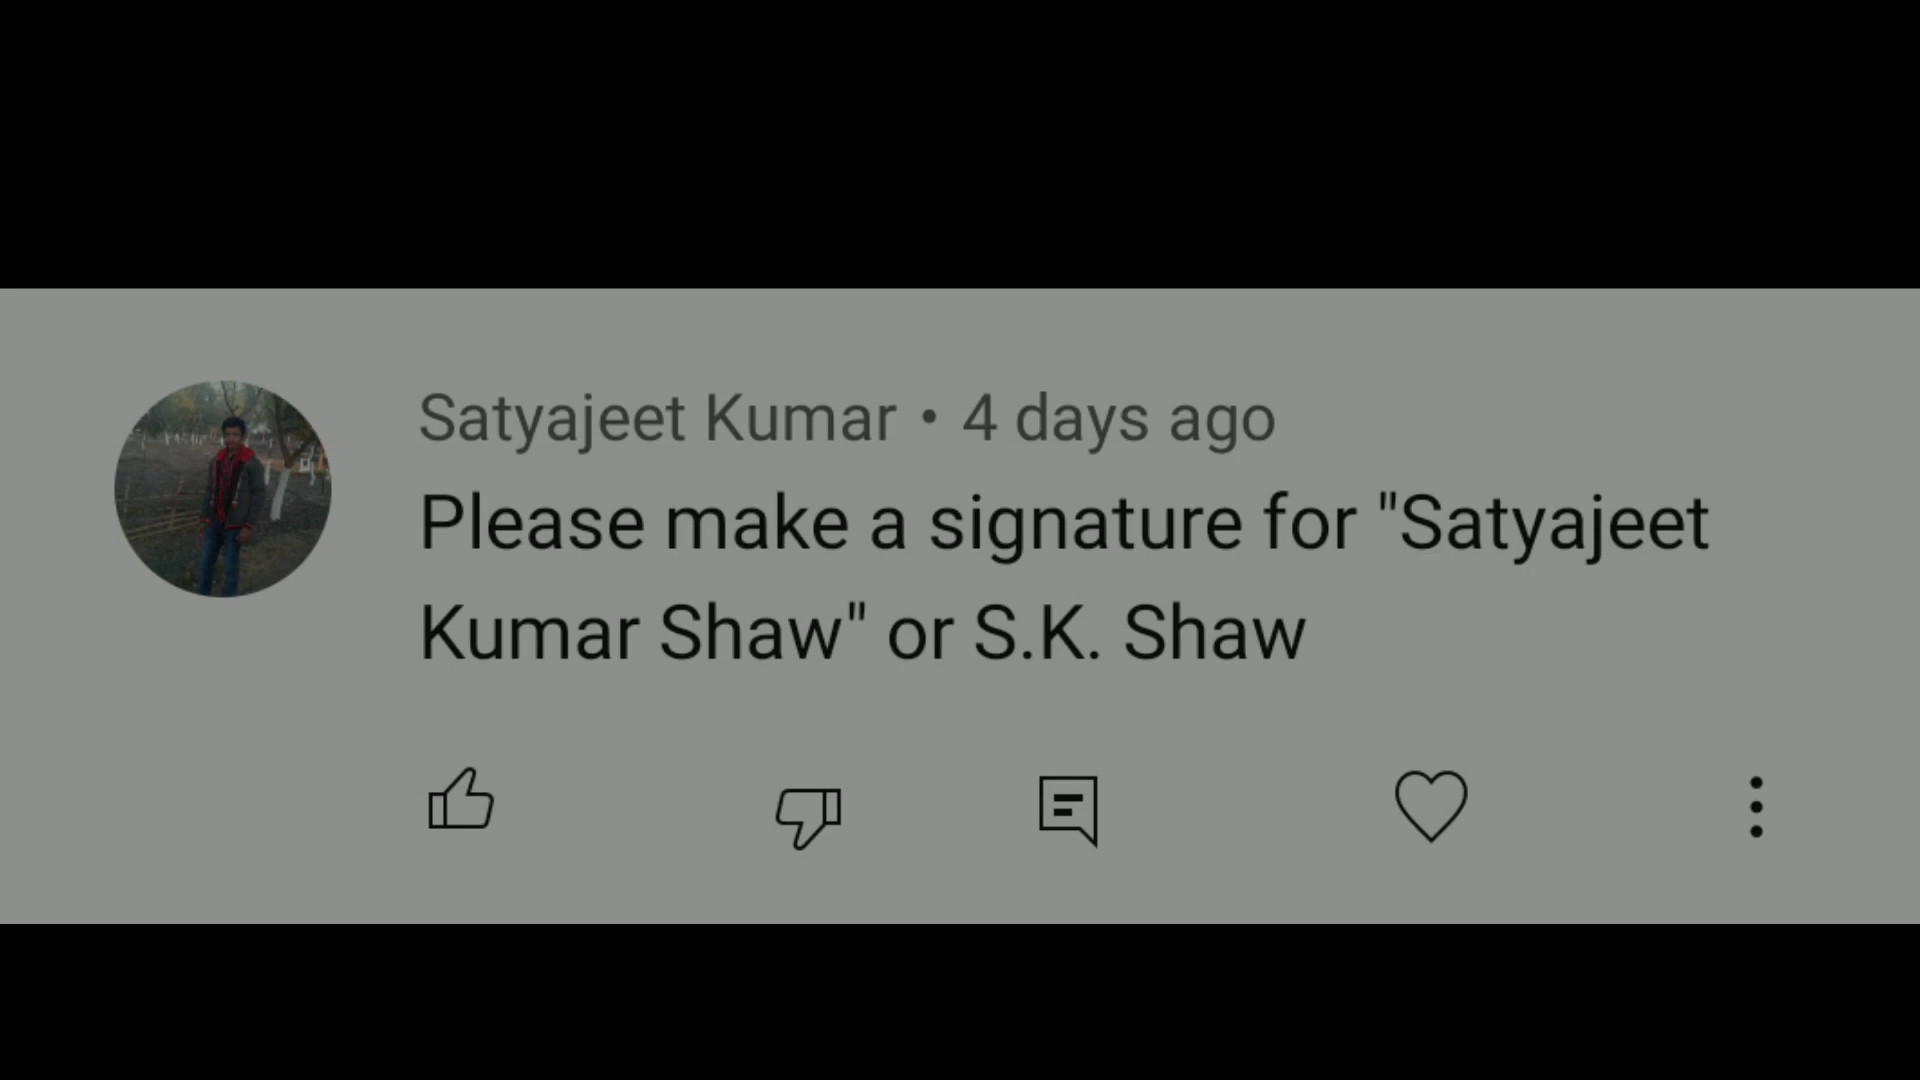 Satyajeet Kumar • 4 days ago
Please make a signature for "Satyajeet
Kumar Shaw" or S.K. Shaw